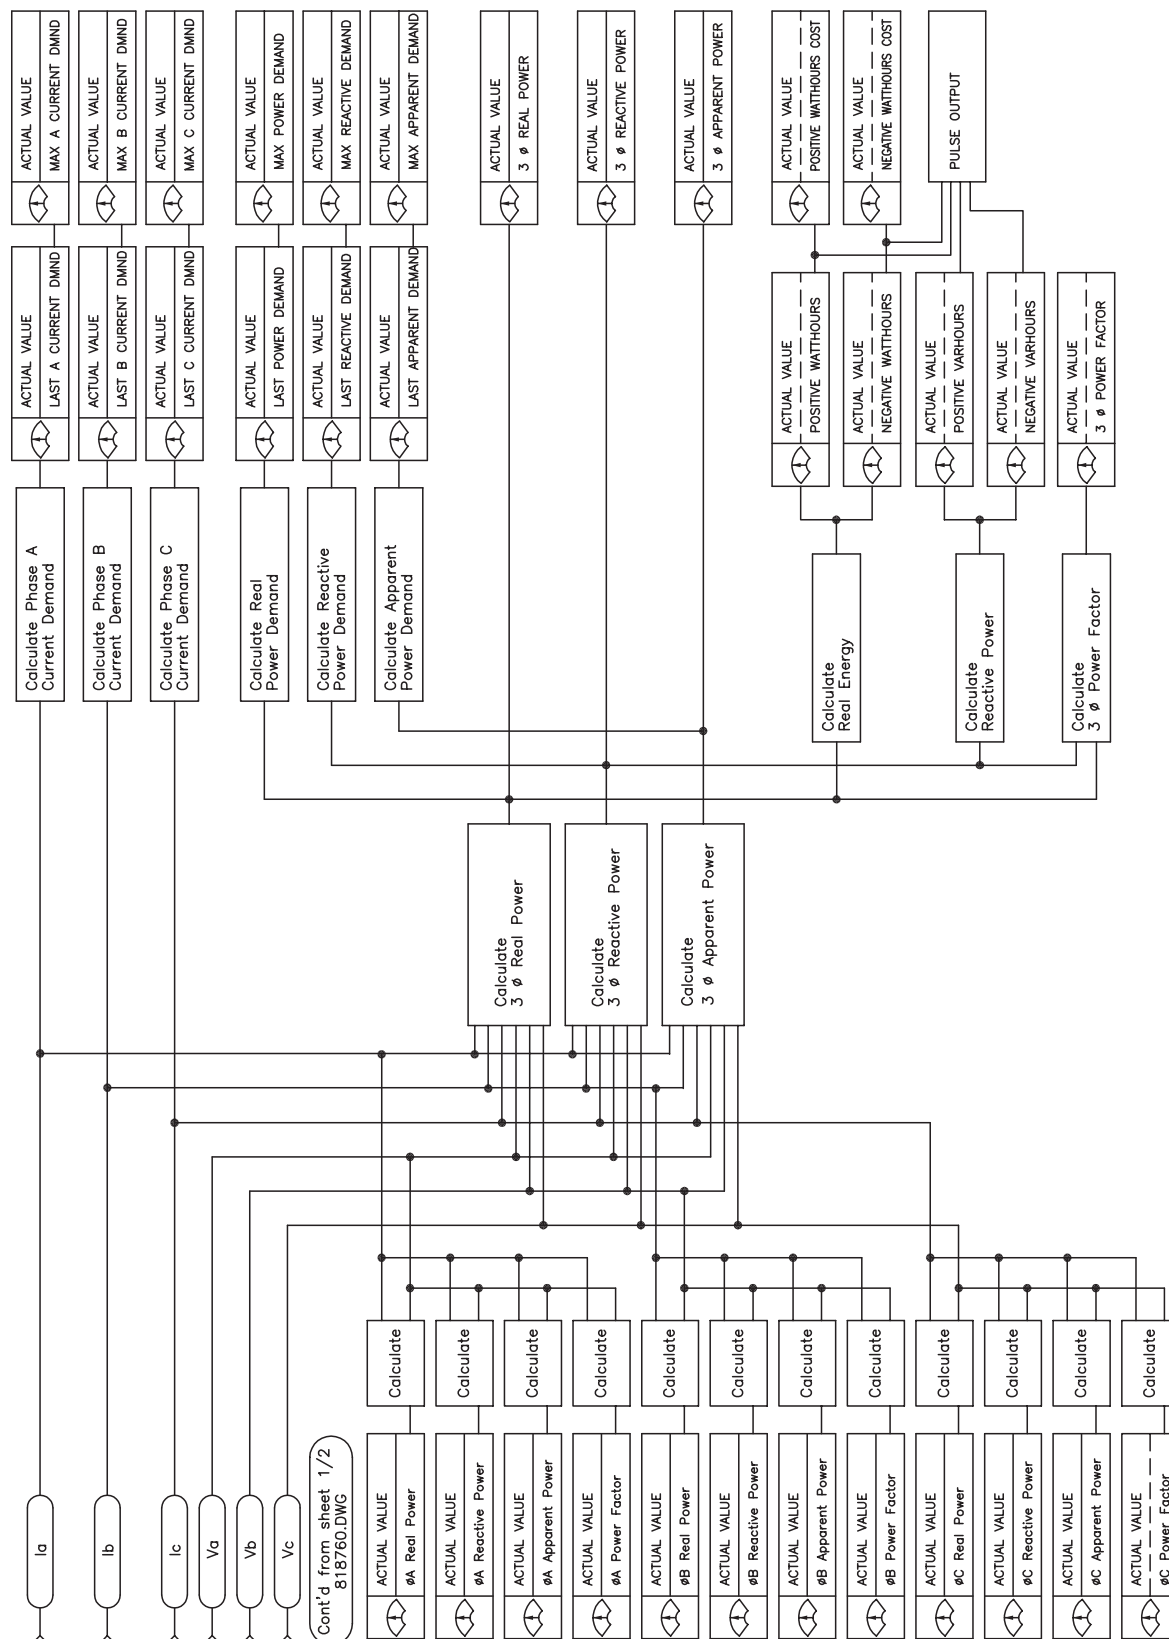 Ia
Ib
Ic
Va
Vb
Vc
Cont'd from sheet 1/2
818760.DWG
Calculate Phase A
Current Demand
ACTUAL VALUE
LAST A CURRENT DMND
ACTUAL VALUE
MAX A CURRENT DMND
Calculate Phase B
Current Demand
ACTUAL VALUE
LAST B CURRENT DMND
ACTUAL VALUE
MAX B CURRENT DMND
Calculate Phase C
Current Demand
ACTUAL VALUE
LAST C CURRENT DMND
ACTUAL VALUE
MAX C CURRENT DMND
Calculate Real
Power Demand
ACTUAL VALUE
LAST POWER DEMAND
ACTUAL VALUE
MAX POWER DEMAND
Calculate Reactive
Power Demand
ACTUAL VALUE
LAST REACTIVE DEMAND
ACTUAL VALUE
MAX REACTIVE DEMAND
Calculate Apparent
Power Demand
ACTUAL VALUE
LAST APPARENT DEMAND
ACTUAL VALUE
MAX APPARENT DEMAND
Calculate
3 ø Real Power
ACTUAL VALUE
3 ø REAL POWER
Calculate
3 ø Reactive Power
ACTUAL VALUE
3 ø REACTIVE POWER
Calculate
3 ø Apparent Power
ACTUAL VALUE
3 ø APPARENT POWER
Calculate
Real Energy
ACTUAL VALUE
POSITIVE WATTHOURS
ACTUAL VALUE
POSITIVE WATTHOURS COST
ACTUAL VALUE
NEGATIVE WATTHOURS
ACTUAL VALUE
NEGATIVE WATTHOURS COST
Calculate
Reactive Power
ACTUAL VALUE
POSITIVE VARHOURS
ACTUAL VALUE
NEGATIVE VARHOURS
PULSE OUTPUT
Calculate
3 ø Power Factor
ACTUAL VALUE
3 ø POWER FACTOR
ACTUAL VALUE
øA Real Power
Calculate
ACTUAL VALUE
øA Reactive Power
Calculate
ACTUAL VALUE
øA Apparent Power
Calculate
ACTUAL VALUE
øA Power Factor
Calculate
ACTUAL VALUE
øB Real Power
Calculate
ACTUAL VALUE
øB Reactive Power
Calculate
ACTUAL VALUE
øB Apparent Power
Calculate
ACTUAL VALUE
øB Power Factor
Calculate
ACTUAL VALUE
øC Real Power
Calculate
ACTUAL VALUE
øC Reactive Power
Calculate
ACTUAL VALUE
øC Apparent Power
Calculate
ACTUAL VALUE
øC Power Factor
Calculate